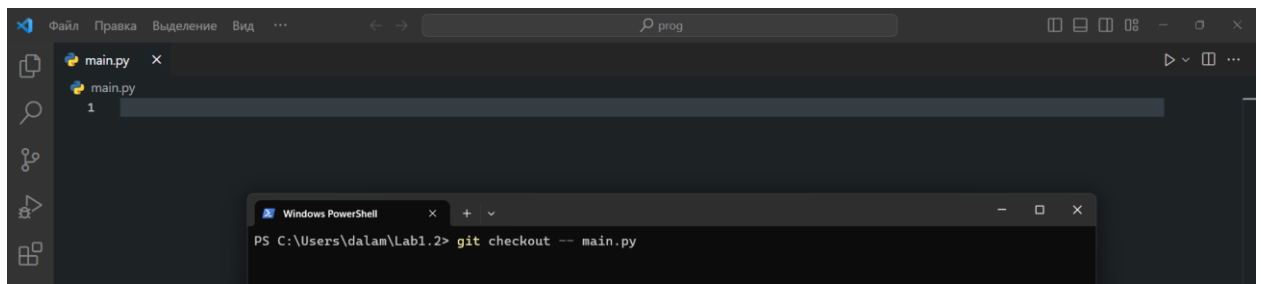 Файл Правка Выделение Вид ··· prog
main.py
main.py
1
Windows PowerShell
PS C:\Users\dalam\Lab1.2> git checkout -- main.py